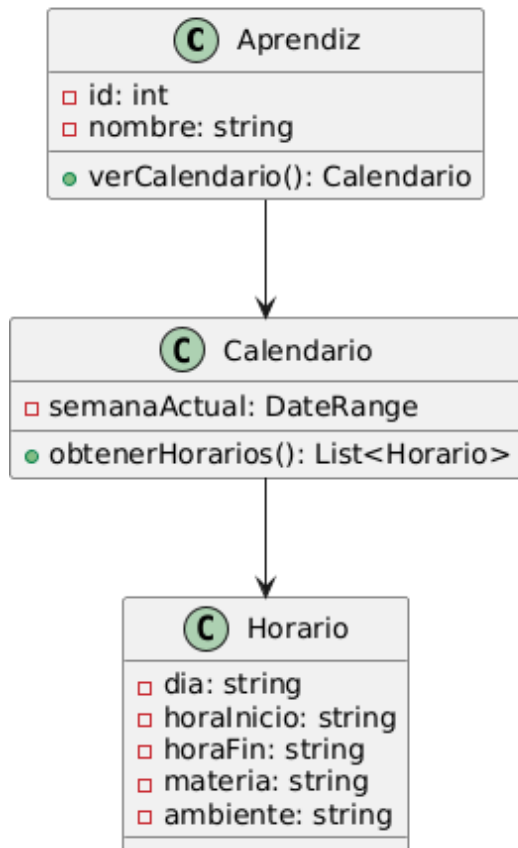 C Aprendiz
id: int
nombre: string
verCalendario(): Calendario
C Calendario
semanaActual: DateRange
obtenerHorarios(): List<Horario>
C Horario
dia: string
horaInicio: string
horaFin: string
materia: string
ambiente: string